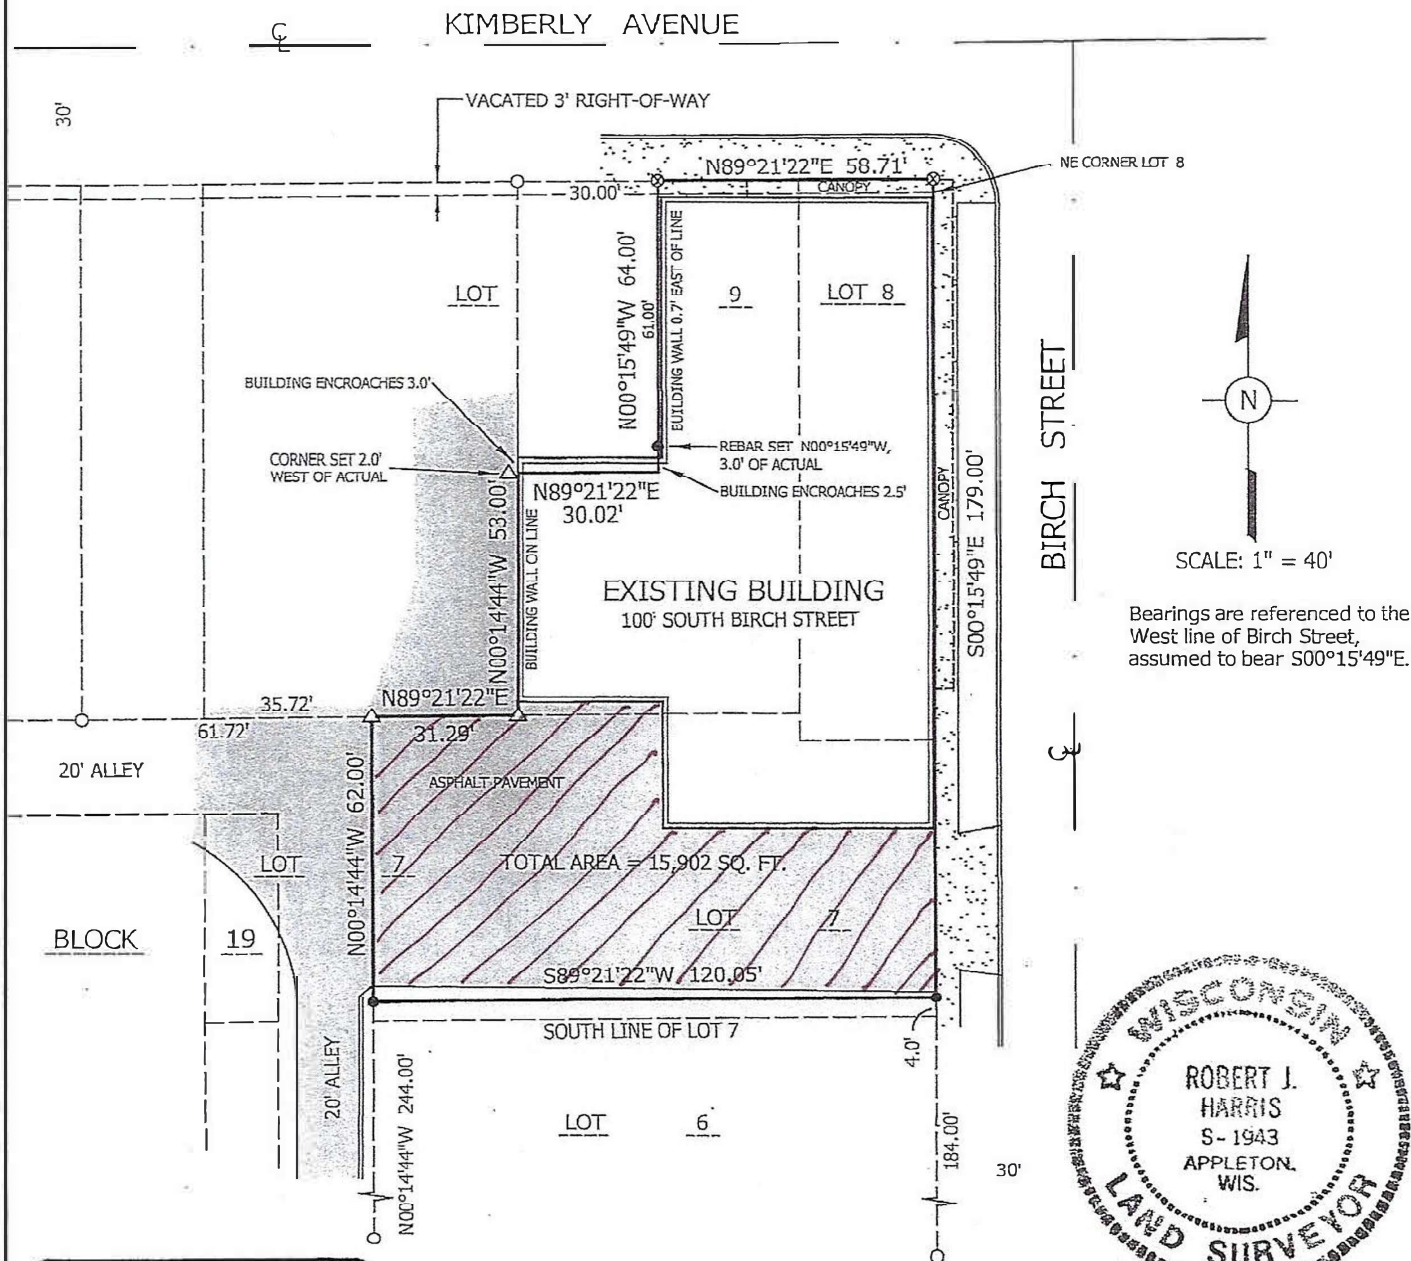 KIMBERLY AVENUE
CL
30'
VACATED 3' RIGHT-OF-WAY
N89°21'22"E 58.71'
NE CORNER LOT 8
CANOPY
30.00'
N00°15'49"W 64.00'
61.00'
BUILDING WALL 0.7' EAST OF LINE
LOT
9
LOT 8
BUILDING ENCROACHES 3.0'
CORNER SET 2.0'
WEST OF ACTUAL
REBAR SET N00°15'49"W,
3.0' OF ACTUAL
BUILDING ENCROACHES 2.5'
N89°21'22"E
30.02'
N00°14'44"W 53.00'
BUILDING WALL ON LINE
CANOPY
S00°15'49"E 179.00'
BIRCH STREET
N
SCALE: 1" = 40'
Bearings are referenced to the
West line of Birch Street,
assumed to bear S00°15'49"E.
EXISTING BUILDING
100 SOUTH BIRCH STREET
35.72'
N89°21'22"E
61.72'
31.29'
CL
20' ALLEY
ASPHALT PAVEMENT
N00°14'44"W 62.00'
LOT 7
TOTAL AREA = 15,902 SQ. FT.
LOT 7
BLOCK 19
S89°21'22"W 120.05'
SOUTH LINE OF LOT 7
4.0'
20' ALLEY
N00°14'44"W 244.00'
LOT 6
184.00'
30'
WISCONSIN
ROBERT J.
HARRIS
S-1943
APPLETON,
WIS.
LAND SURVEYOR